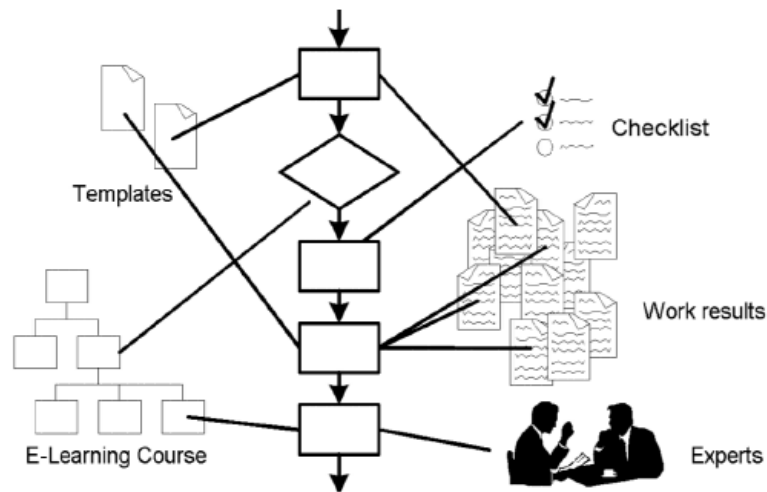 Checklist
Templates
Work results
E-Learning Course
Experts